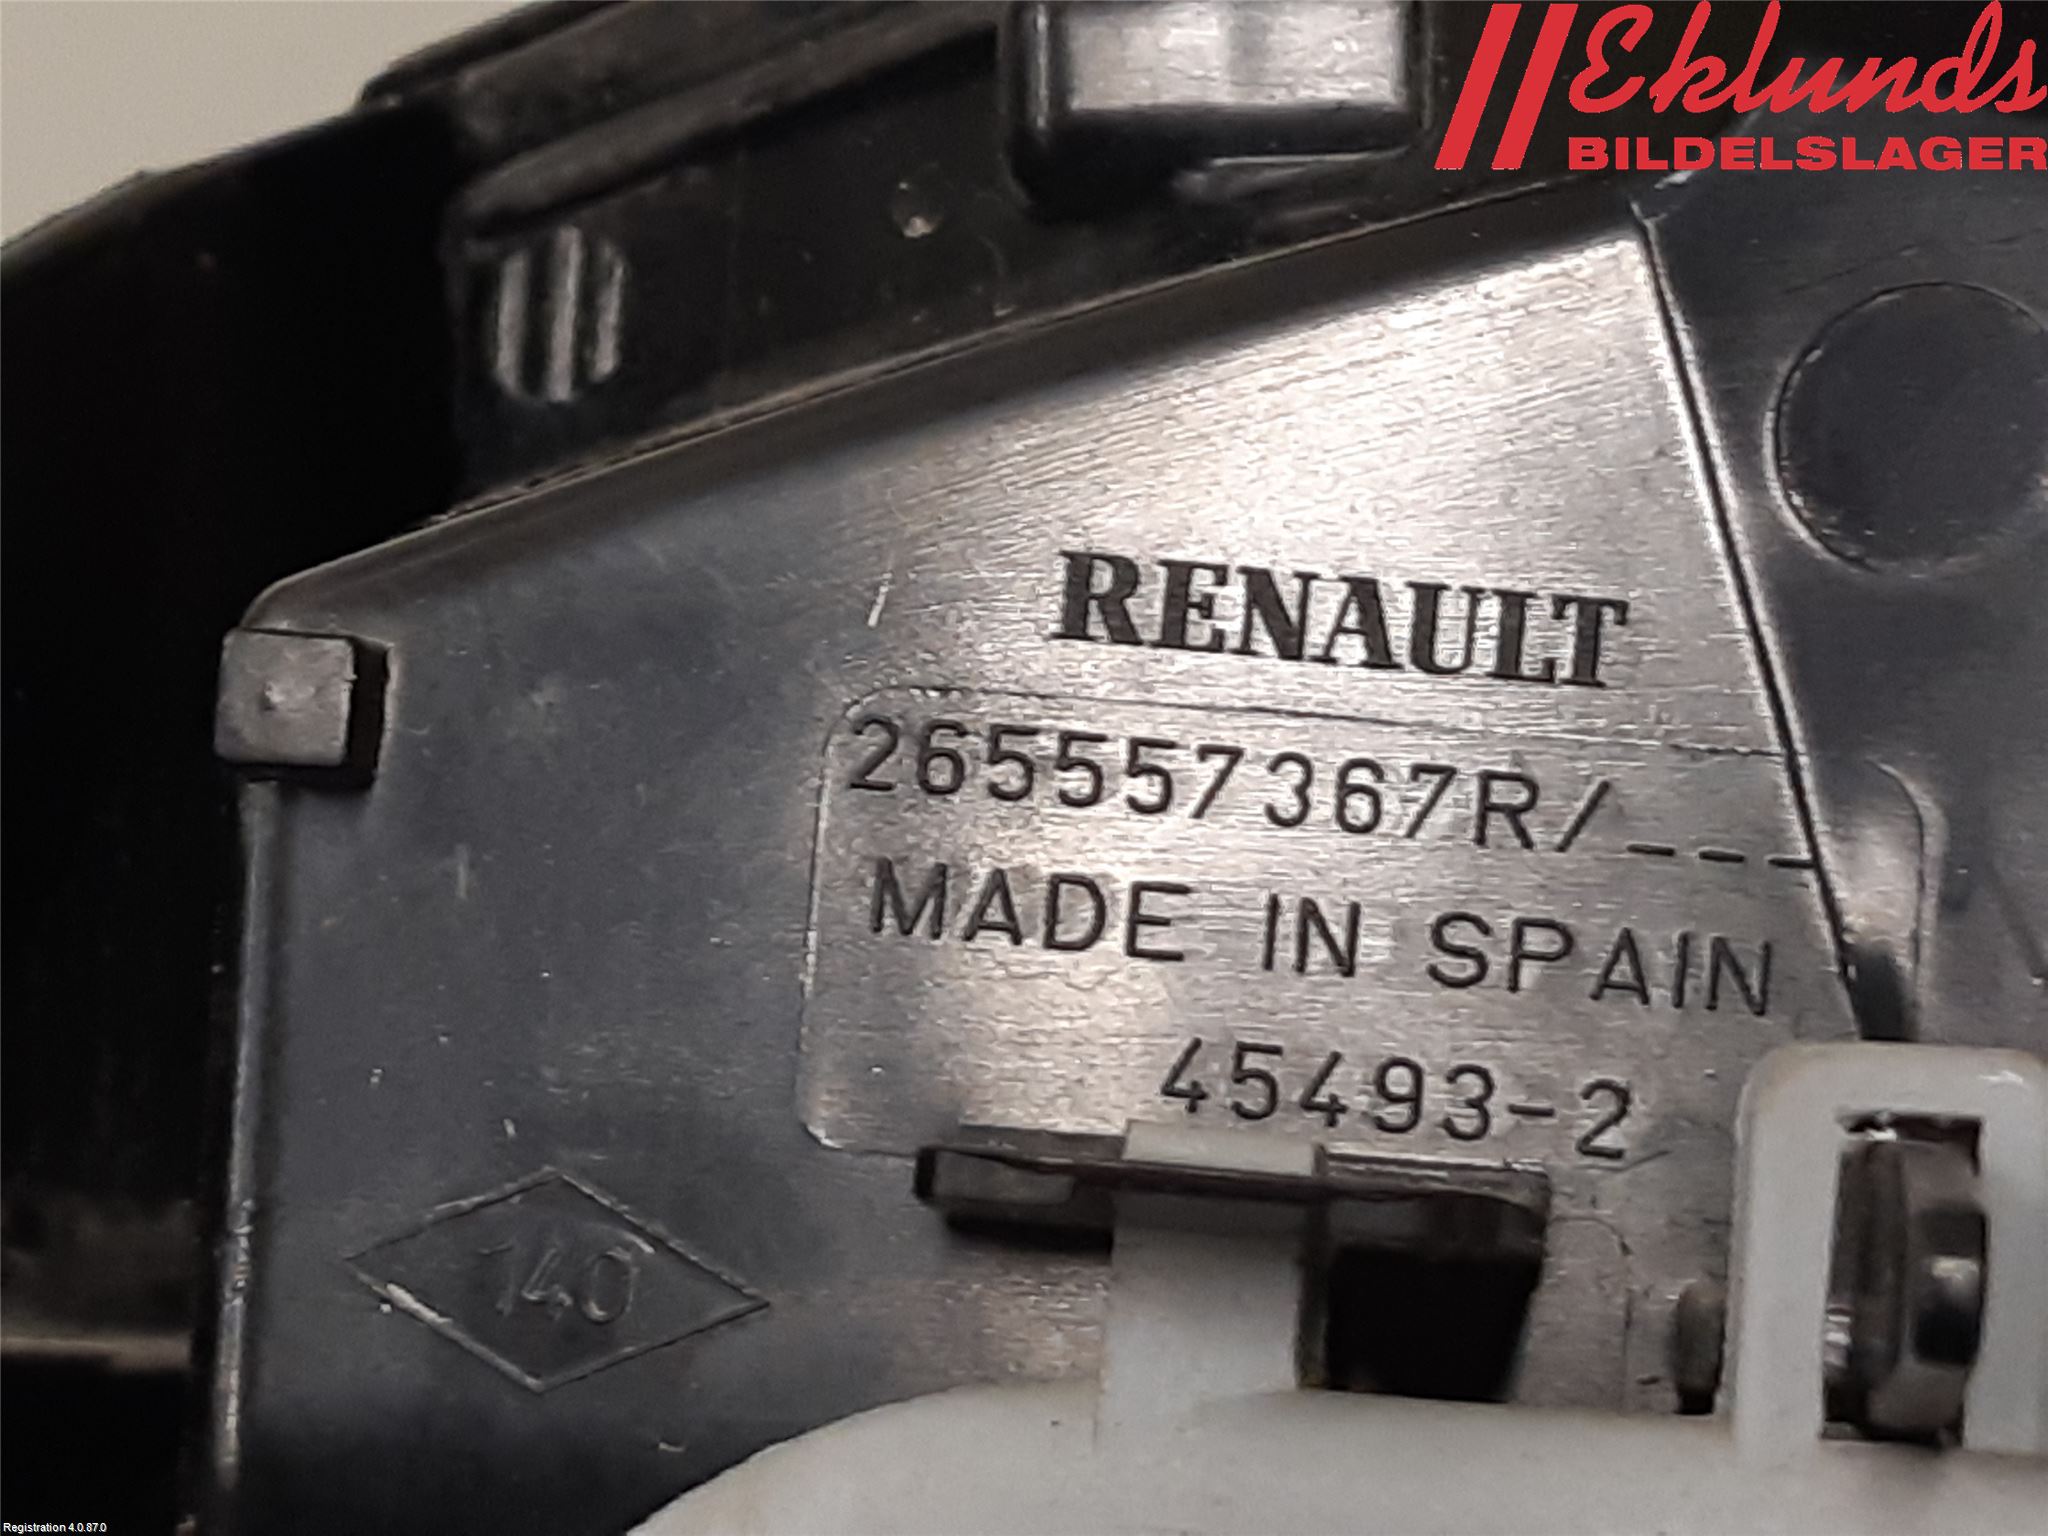 Eklunds
BILDELSLAGER
RENAULT
265557367R/---
MADE IN SPAIN
45493-2
140
Registration 4.0.87.0